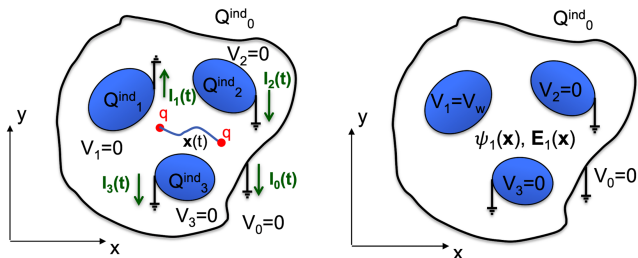 Q^ind_0
V_2=0
Q^ind_1
I_1(t)
Q^ind_2
I_2(t)
y
q
q
x(t)
V_1=0
I_3(t)
Q^ind_3
I_0(t)
V_3=0
V_0=0
x
Q^ind_0
y
V_1=V_w
V_2=0
ψ_1(x), E_1(x)
V_3=0
V_0=0
x